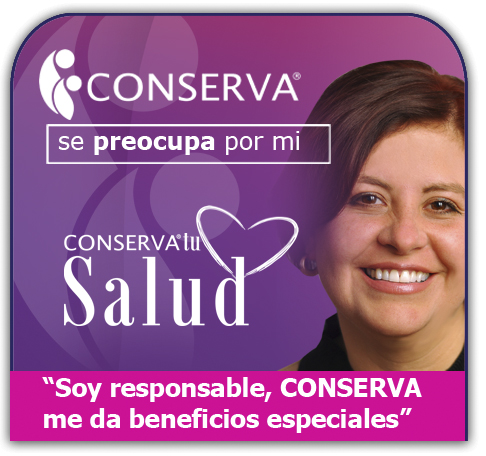 CONSERVA®
se preocupa por mi
CONSERVA® tu
Salud
“Soy responsable, CONSERVA
me da beneficios especiales”